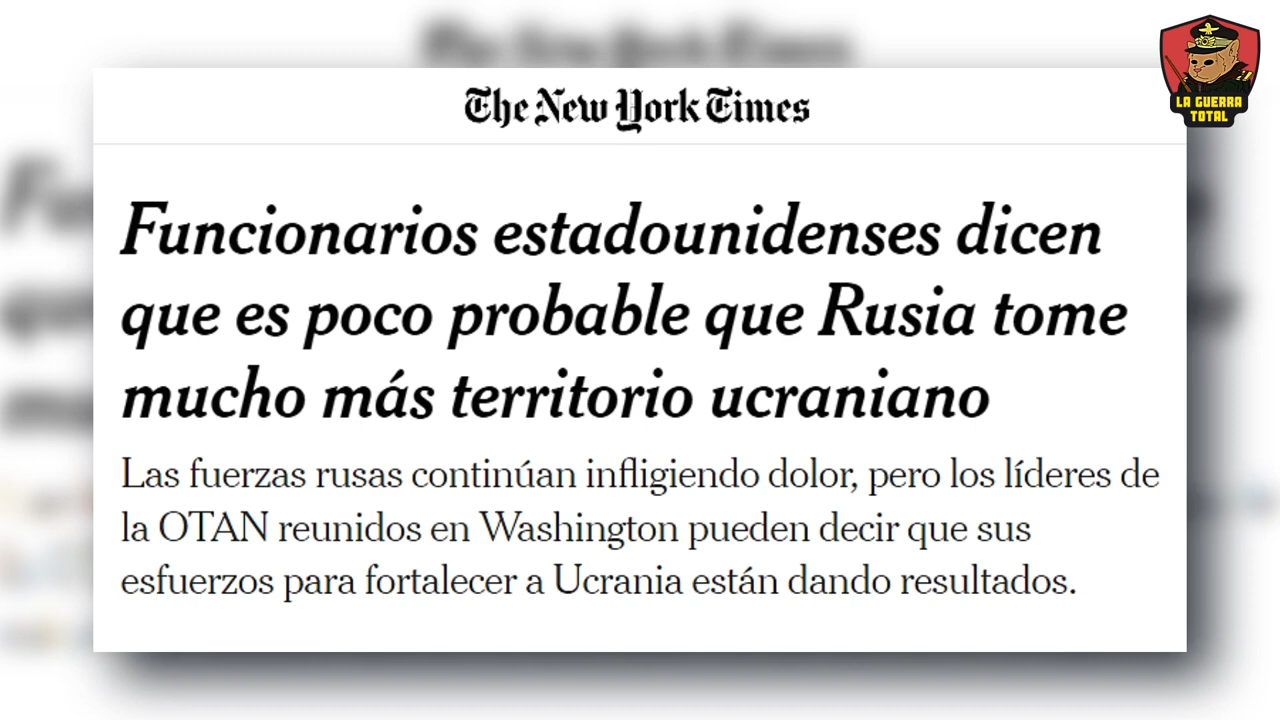 The New York Times
LA GUERRA
TOTAL
Funcionarios estadounidenses dicen
que es poco probable que Rusia tome
mucho más territorio ucraniano
Las fuerzas rusas continúan infligiendo dolor, pero los líderes de
la OTAN reunidos en Washington pueden decir que sus
esfuerzos para fortalecer a Ucrania están dando resultados.